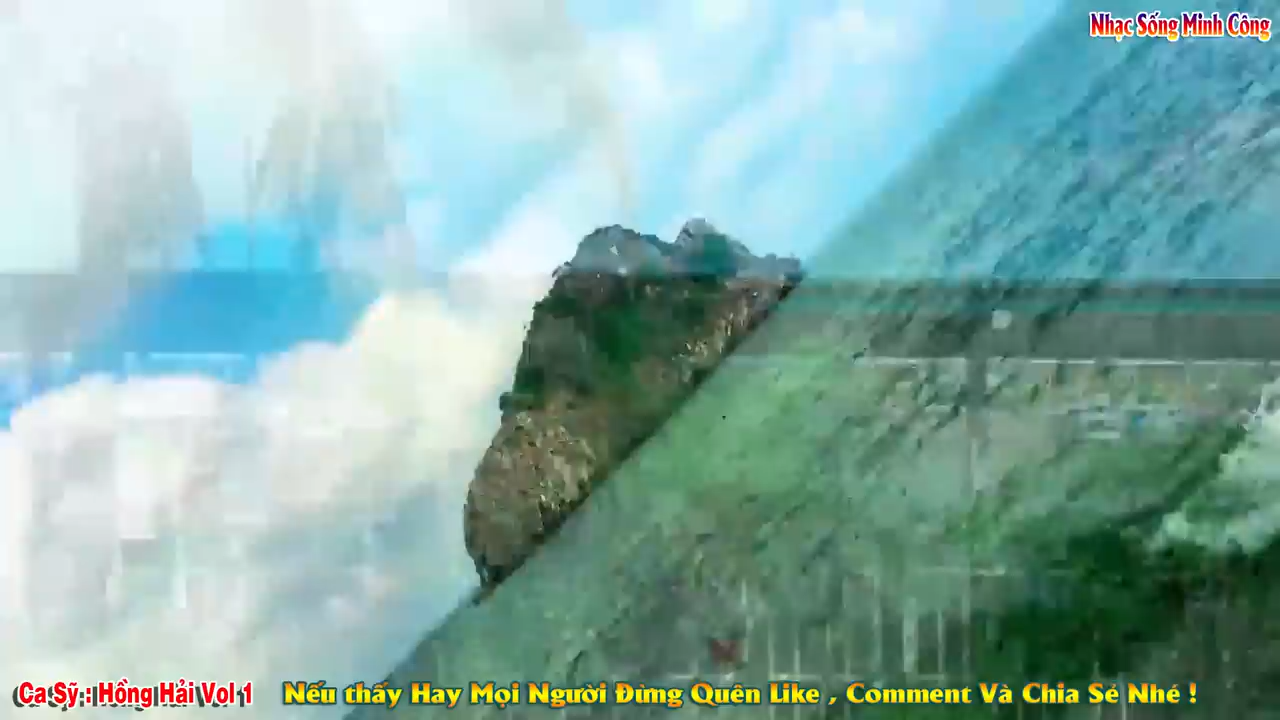 Nhạc Sống Minh Công
Ca Sỹ : Hồng Hải Vol 1
Nếu thấy Hay Mọi Người Đừng Quên Like , Comment Và Chia Sẻ Nhé !